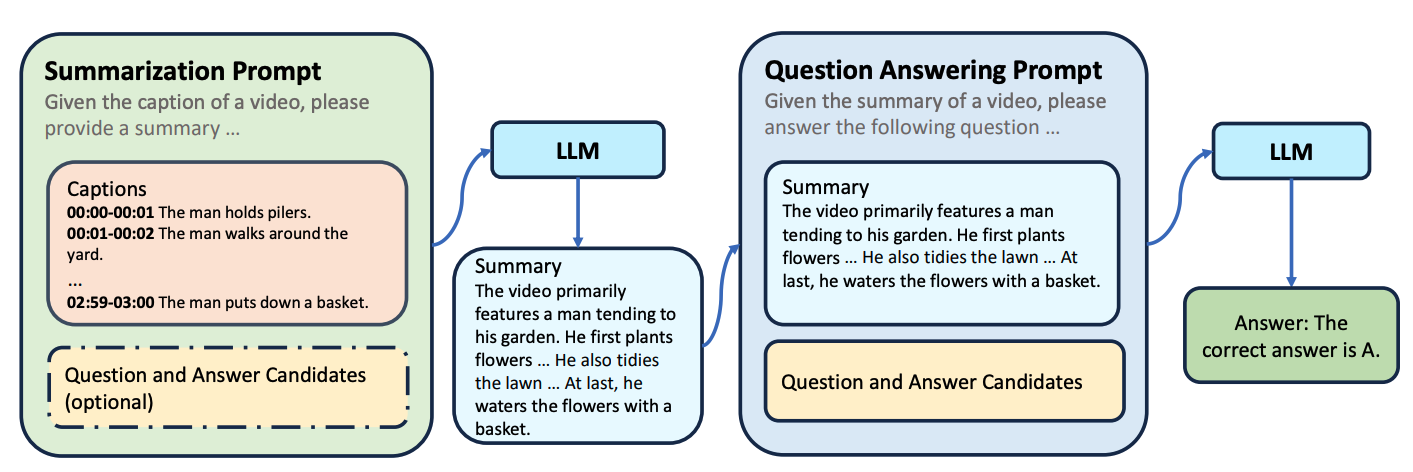 Summarization Prompt
Given the caption of a video, please
provide a summary ...
Captions
00:00-00:01 The man holds pilers.
00:01-00:02 The man walks around the
yard.
...
02:59-03:00 The man puts down a basket.
Question and Answer Candidates
(optional)
LLM
Summary
The video primarily
features a man tending to
his garden. He first plants
flowers ... He also tidies
the lawn ... At last, he
waters the flowers with a
basket.
Question Answering Prompt
Given the summary of a video, please
answer the following question ...
Summary
The video primarily features a man
tending to his garden. He first plants
flowers ... He also tidies the lawn ... At
last, he waters the flowers with a basket.
Question and Answer Candidates
LLM
Answer: The
correct answer is A.